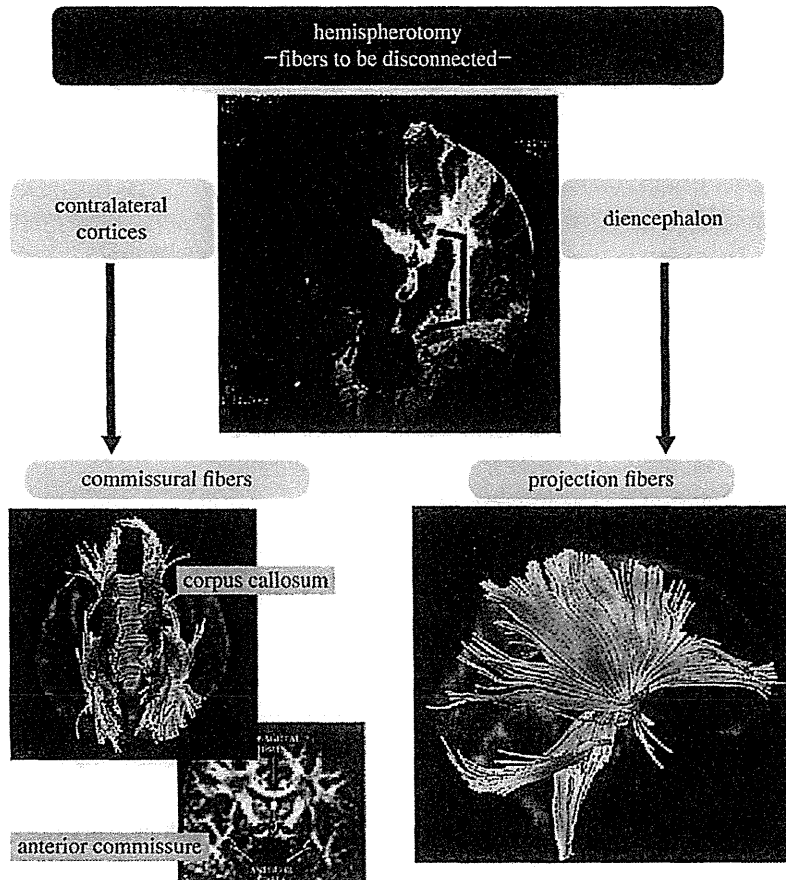 hemispherotomy
–fibers to be disconnected–
contralateral
cortices
diencephalon
commissural fibers
projection fibers
corpus callosum
anterior commissure